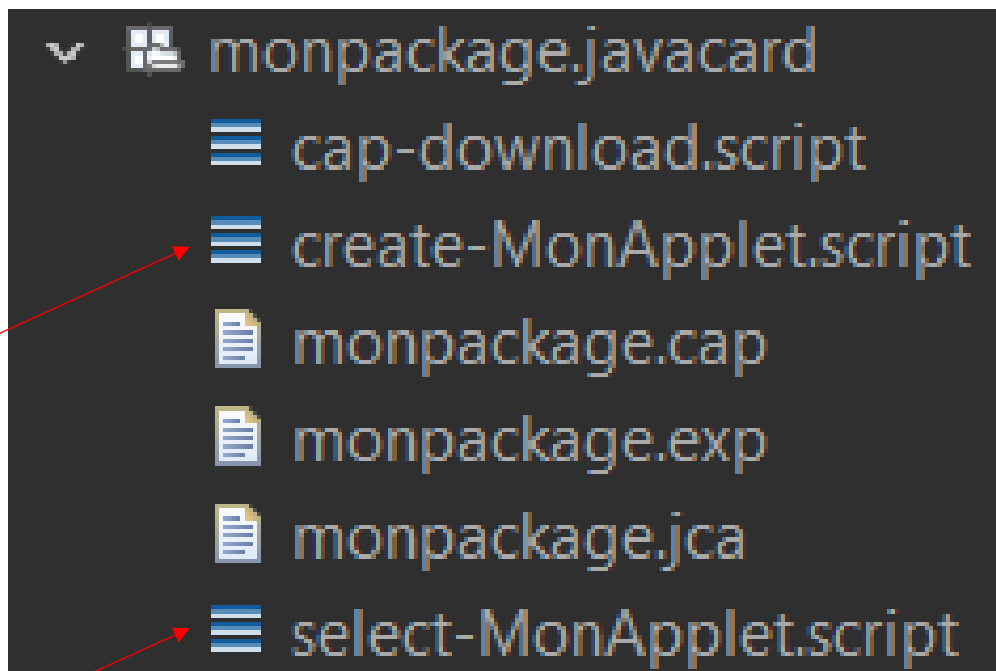 monpackage.javacard
cap-download.script
create-MonApplet.script
monpackage.cap
monpackage.exp
monpackage.jca
select-MonApplet.script